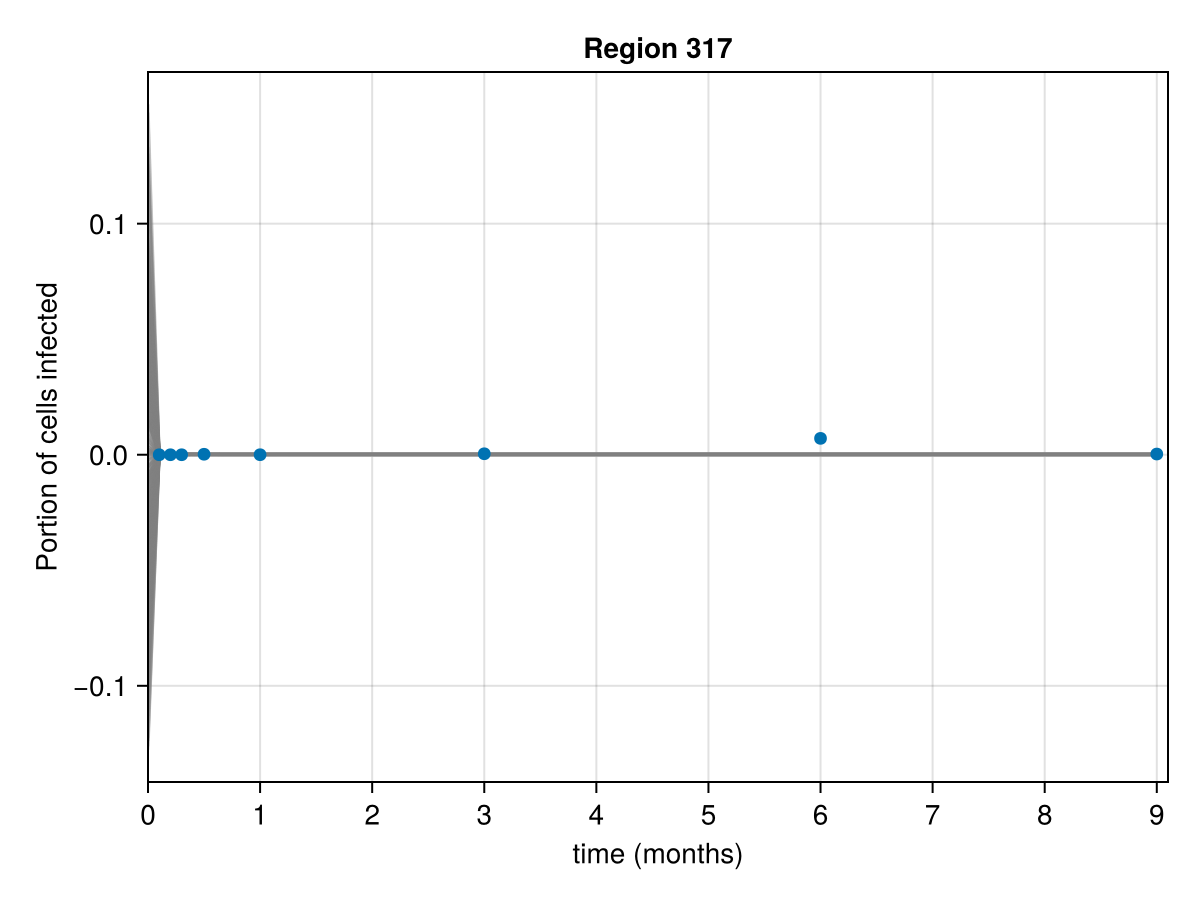 Region 317
Portion of cells infected
0.1
0.0
−0.1
0 1 2 3 4 5 6 7 8 9
time (months)